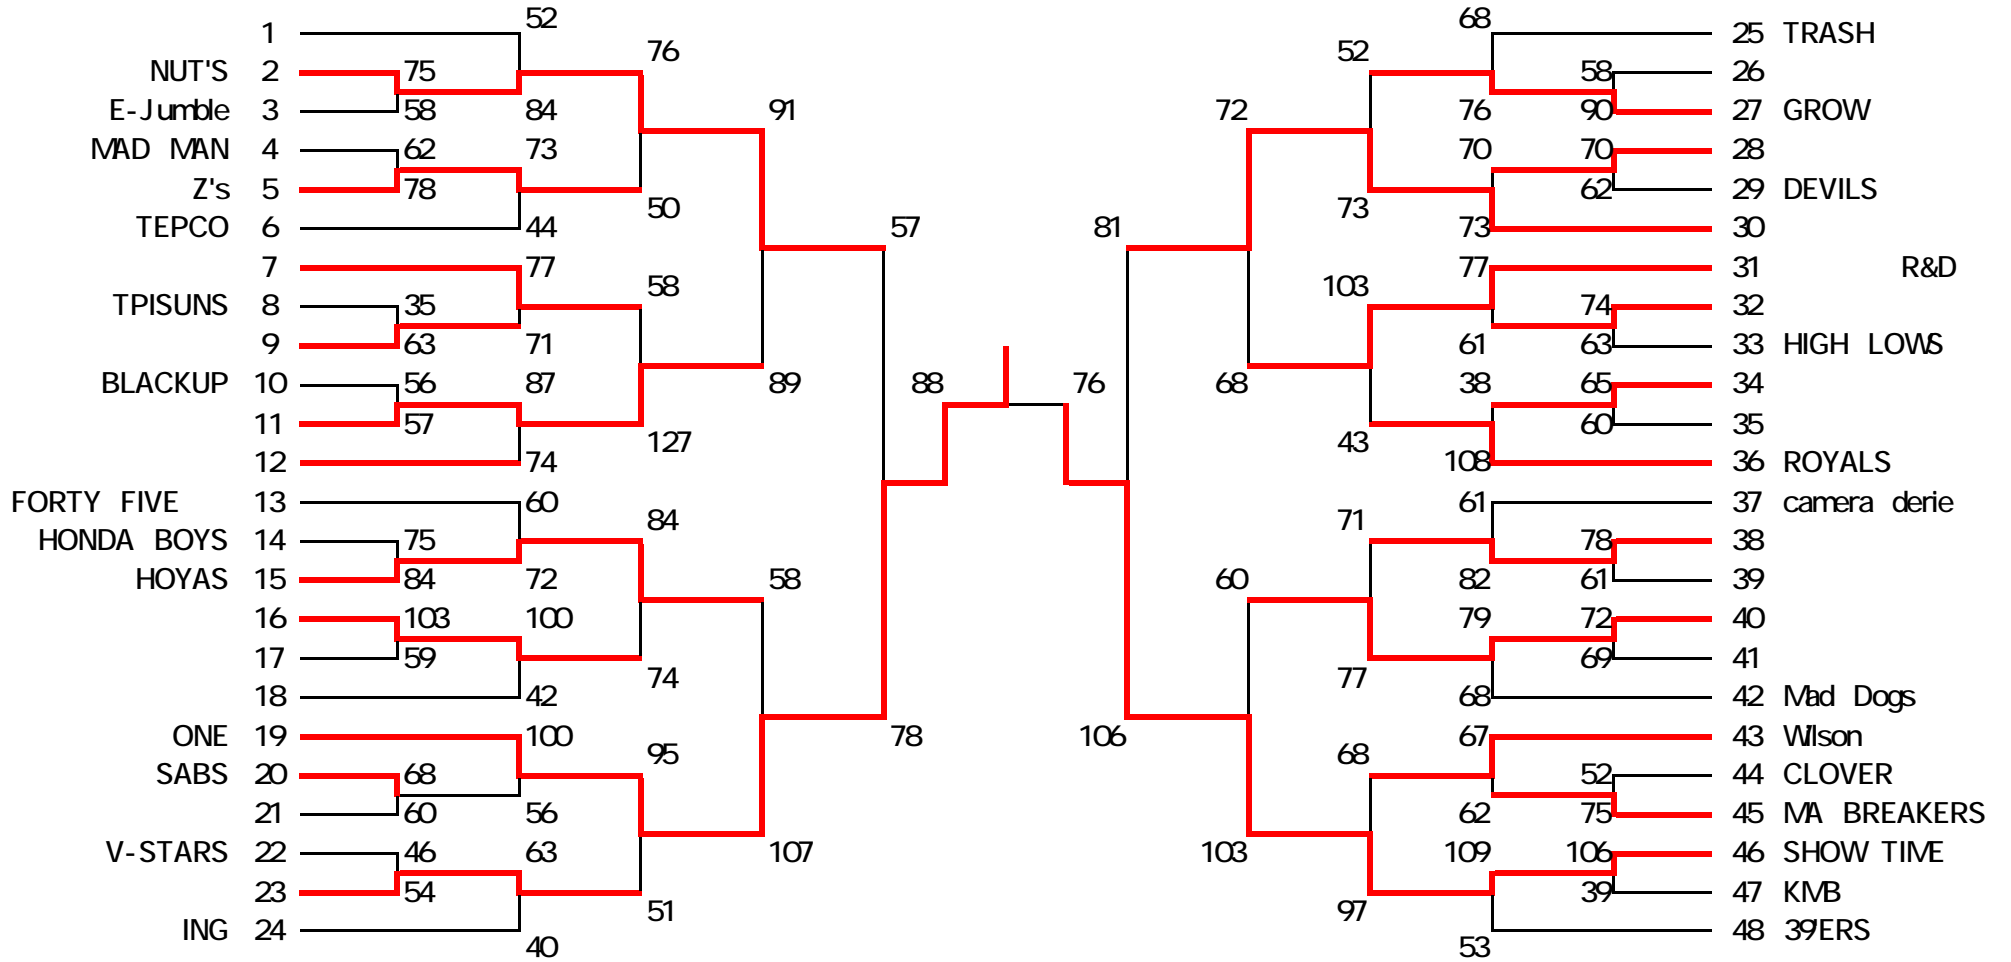 52
1
76
NUT'S 2 75
91
E-Jumble 3 58 84
MAD MAN 4 62 73
Z's 5 78
50
TEPCO 6 44
57
7 77
58
TPISUNS 8 35
9 63 71
BLACKUP 10 56 87
89
88
11 57
127
12 74
FORTY FIVE 13 60
84
HONDA BOYS 14 75
HOYAS 15 84 72
58
16 103 100
17 59
74
18 42
ONE 19 100
78
95
SABS 20 68
21 60 56
V-STARS 22 46 63
107
23 54
51
ING 24 40
68
25 TRASH
52
58 26
72
76 90 27 GROW
70 70 28
62 29 DEVILS
73
81
73 30
77 31 R&D
103
74 32
61 63 33 HIGH LOWS
76
68
38 65 34
60 35
43
108 36 ROYALS
61 37 camera derie
71
78 38
60
82 61 39
79 72 40
69 41
77
68 42 Mad Dogs
106
67 43 Wilson
68
52 44 CLOVER
62 75 45 MA BREAKERS
103
109 106 46 SHOW TIME
39 47 KMB
97
53 48 39'ERS